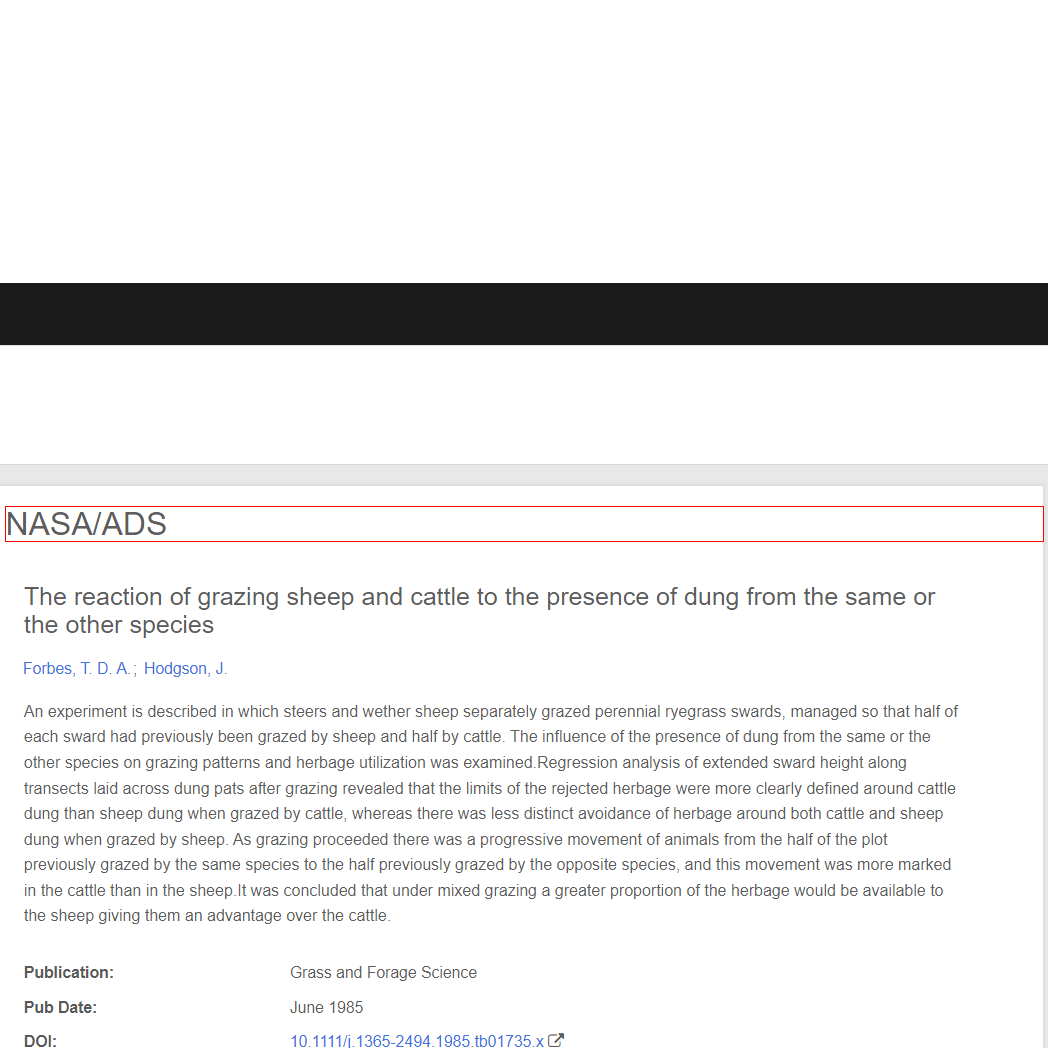 NASA/ADS
The reaction of grazing sheep and cattle to the presence of dung from the same or
the other species
Forbes, T. D. A. ; Hodgson, J.
An experiment is described in which steers and wether sheep separately grazed perennial ryegrass swards, managed so that half of
each sward had previously been grazed by sheep and half by cattle. The influence of the presence of dung from the same or the
other species on grazing patterns and herbage utilization was examined.Regression analysis of extended sward height along
transects laid across dung pats after grazing revealed that the limits of the rejected herbage were more clearly defined around cattle
dung than sheep dung when grazed by cattle, whereas there was less distinct avoidance of herbage around both cattle and sheep
dung when grazed by sheep. As grazing proceeded there was a progressive movement of animals from the half of the plot
previously grazed by the same species to the half previously grazed by the opposite species, and this movement was more marked
in the cattle than in the sheep.It was concluded that under mixed grazing a greater proportion of the herbage would be available to
the sheep giving them an advantage over the cattle.
Publication: Grass and Forage Science
Pub Date: June 1985
DOI: 10.1111/j.1365-2494.1985.tb01735.x